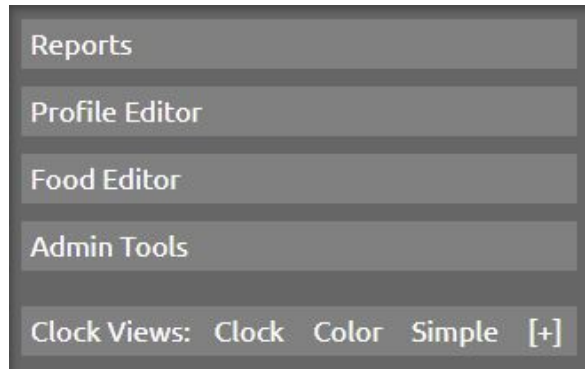 Reports
Profile Editor
Food Editor
Admin Tools
Clock Views: Clock Color Simple [+]